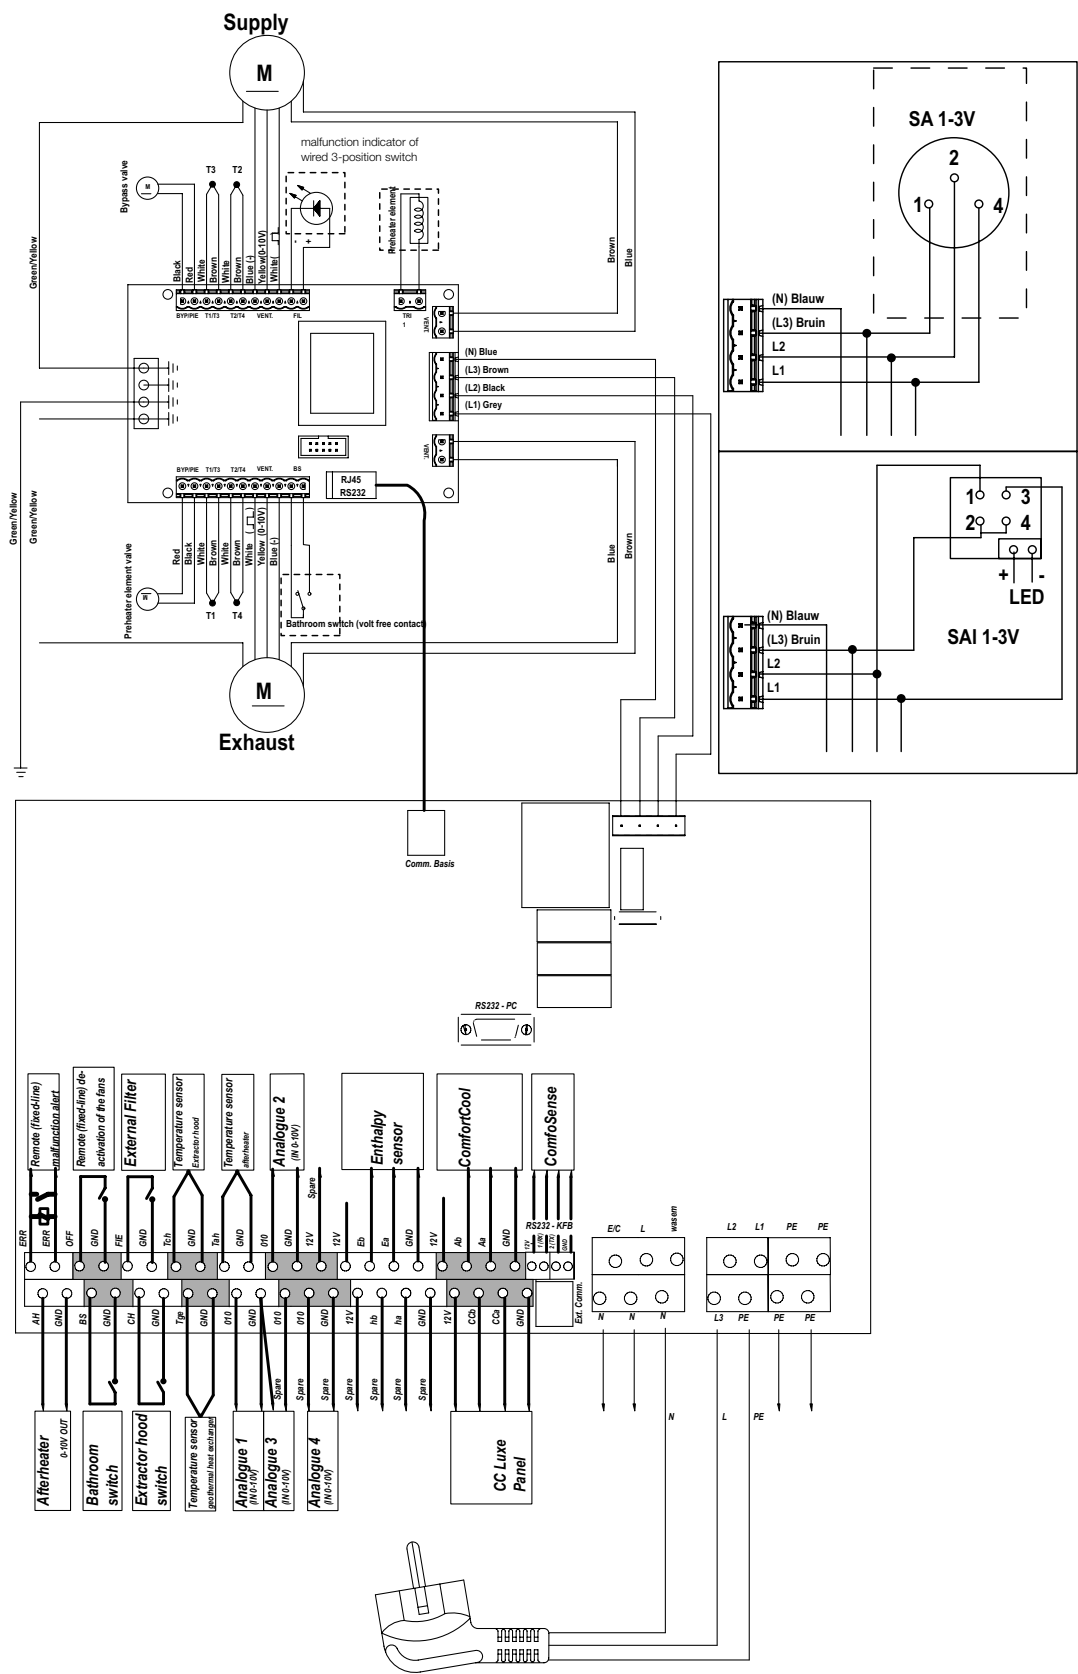 Supply
M
malfunction indicator of
wired 3-position switch
Bypass valve
M
T3
T2
- +
Preheater element
Green/Yellow
Black
Red
White
Brown
White
Brown
Blue (-)
Yellow(0-10V)
White(
Brown
Blue
BYP/PIE
T1/T3
T2/T4
VENT.
FIL
TRI
1
VENT
(N) Blue
(L3) Brown
(L2) Black
(L1) Grey
VENT.
BYP/PIE
T1/T3
T2/T4
VENT.
BS
RJ45
RS232
Green/Yellow
Green/Yellow
Red
Black
White
Brown
White
Brown
White ( )
Yellow (0-10V)
Blue (-)
Blue
Brown
Preheater element valve
M
T1
T4
Bathroom switch (volt free contact)
M
Exhaust
SA 1-3V
2
1
4
(N) Blauw
(L3) Bruin
L2
L1
1
3
2
4
+ -
LED
SAI 1-3V
(N) Blauw
(L3) Bruin
L2
L1
Comm. Basis
RS232 - PC
Remote (fixed-line)
malfunction alert
Remote (fixed-line) de-
activation of the fans
External Filter
Temperature sensor
Extractor hood
Temperature sensor
afterheater
Analogue 2
(IN 0-10V)
Enthalpy
sensor
ComfortCool
ComfoSense
Spare
RS232 - KFB
ERR
ERR
OFF
GND
FIE
GND
Tch
GND
Tah
GND
010
GND
12V
12V
Eb
Ea
GND
12V
Ab
Aa
GND
12V
1 (RX)
2 (TX)
GND
AH
GND
BS
GND
CH
GND
Tge
GND
010
GND
010
010
GND
12V
hb
ha
GND
12V
CCb
CCa
GND
Ext. Comm.
Spare
Spare
Spare
Spare
Spare
Spare
Afterheater
0-10V OUT
Bathroom
switch
Extractor hood
switch
Temperature sensor
geothermal heat exchanger
Analogue 1
(IN 0-10V)
Analogue 3
(IN 0-10V)
Analogue 4
(IN 0-10V)
CC Luxe
Panel
E/C
L
wasem
N
N
N
L2
L1
PE
PE
L3
PE
PE
PE
N
L
PE